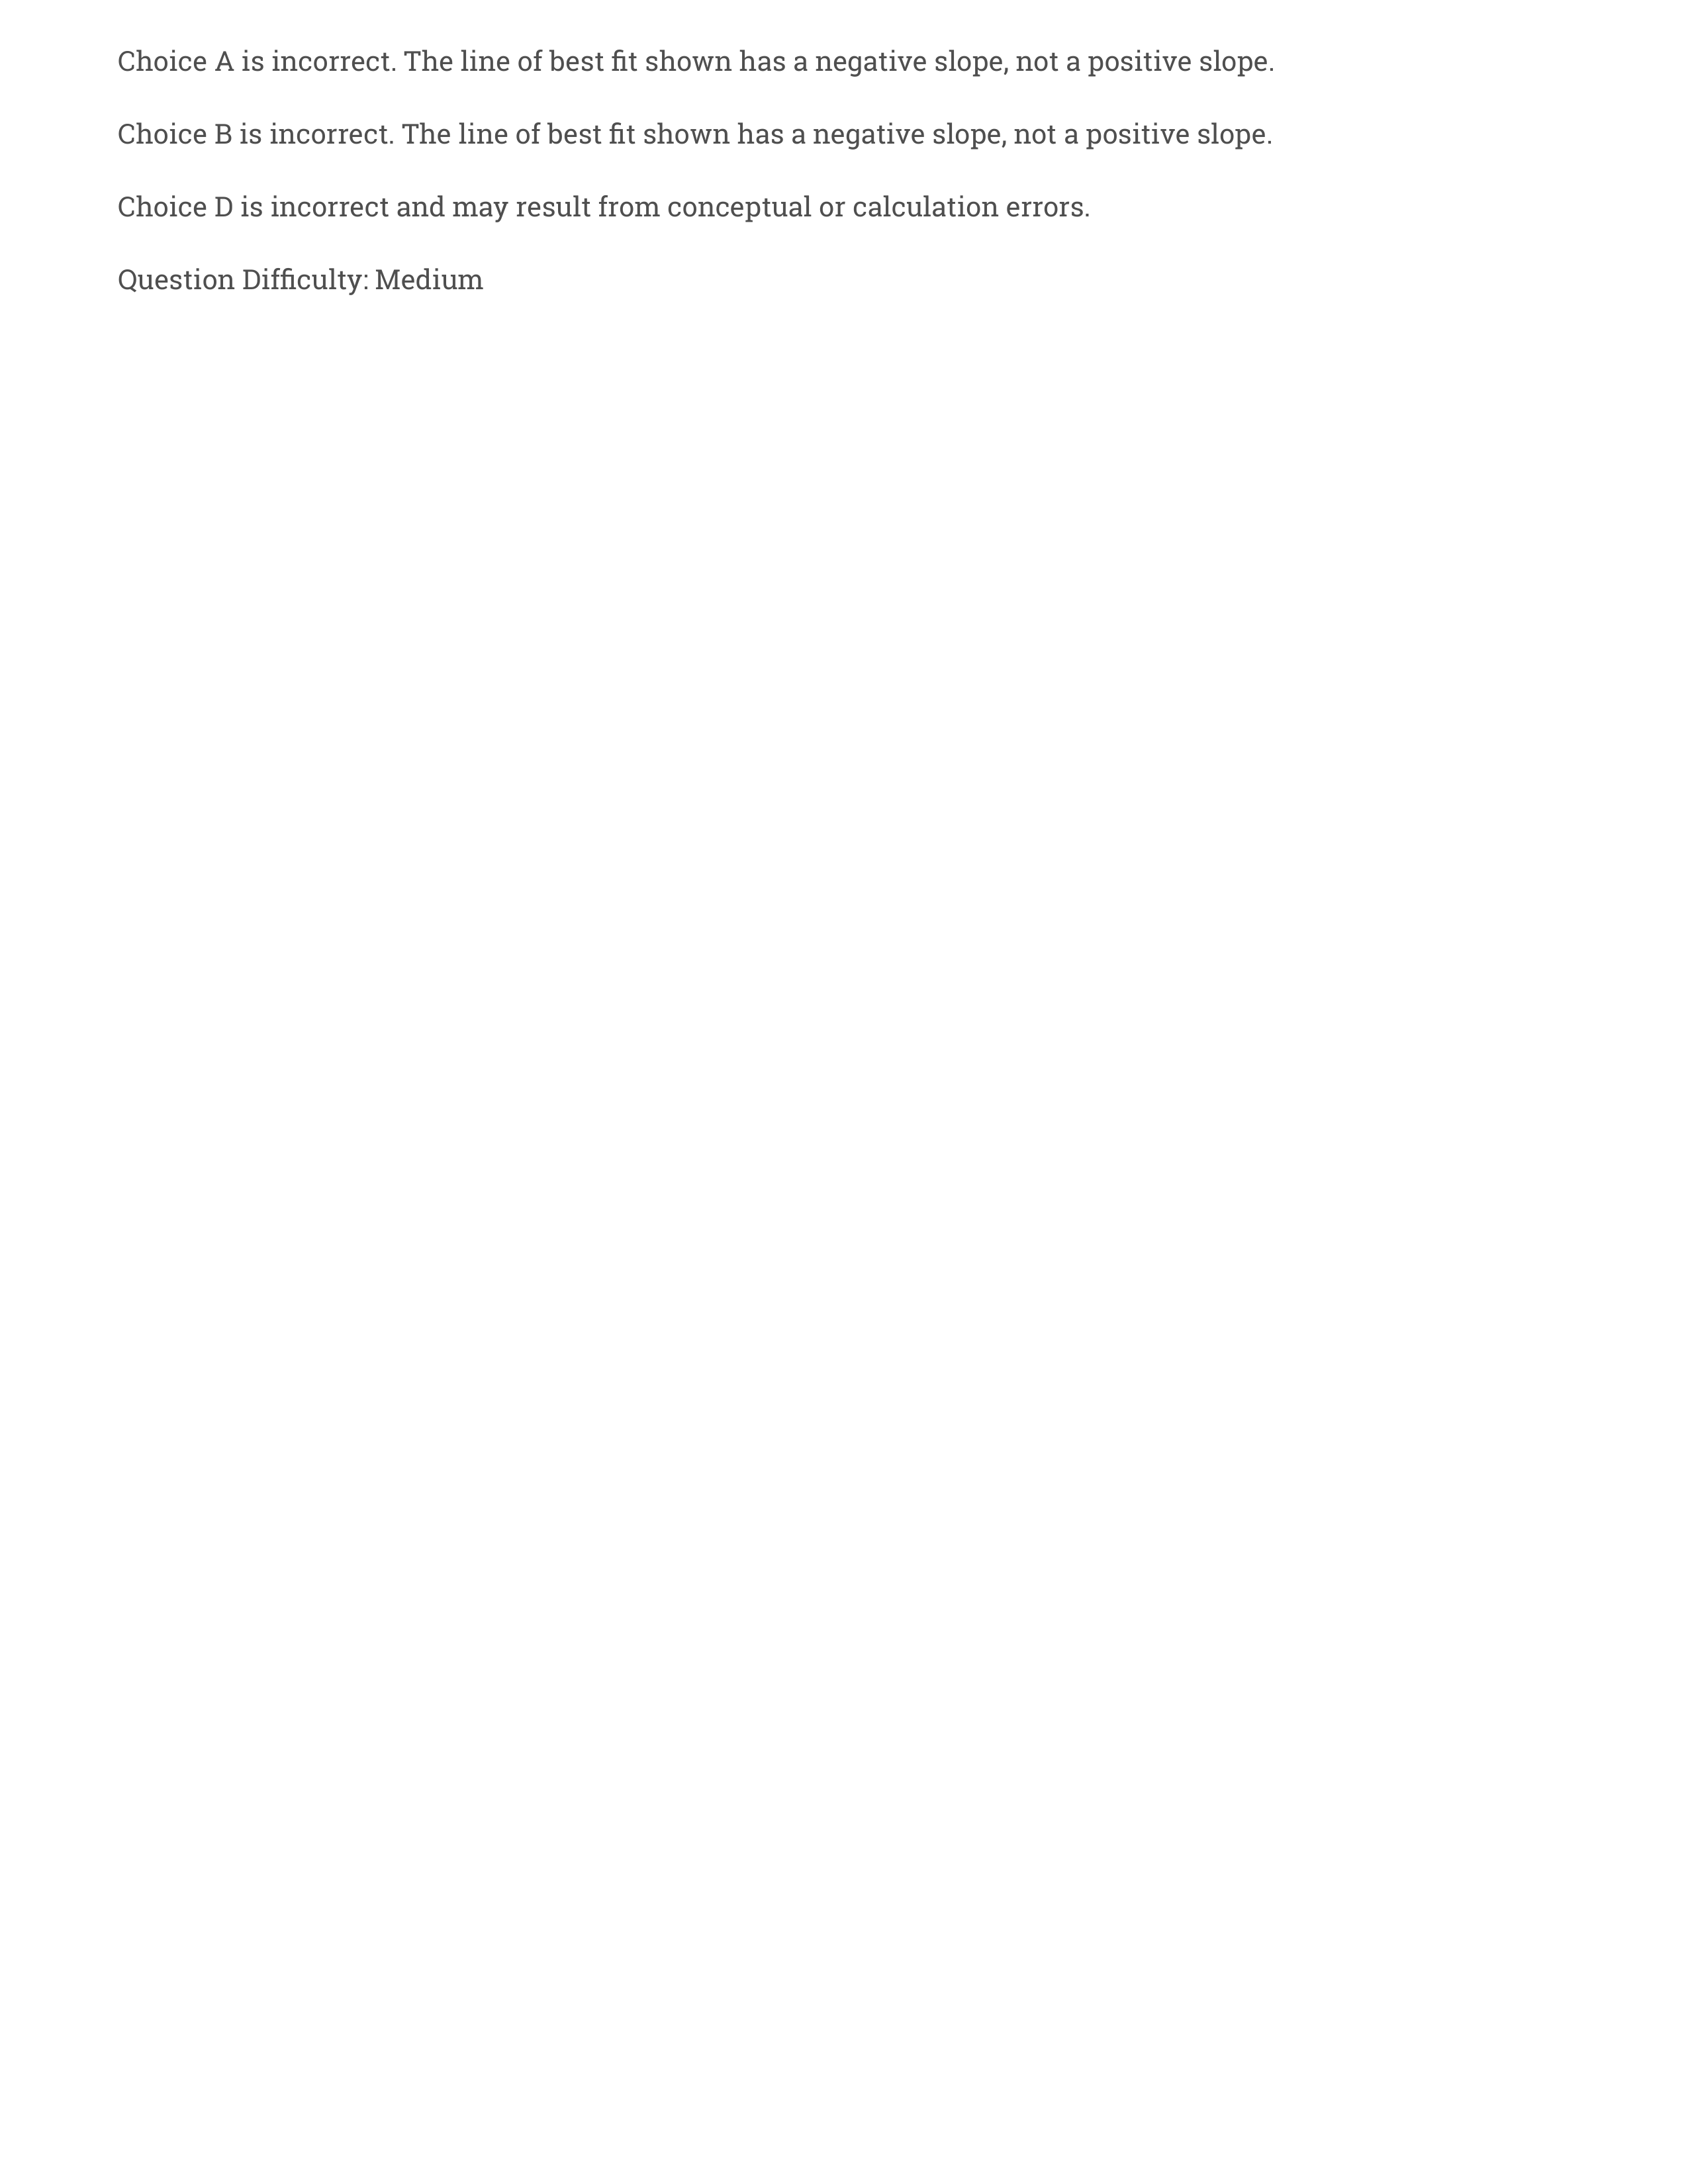 Choice A is incorrect. The line of best fit shown has a negative slope, not a positive slope.
Choice B is incorrect. The line of best fit shown has a negative slope, not a positive slope.
Choice D is incorrect and may result from conceptual or calculation errors.
Question Difficulty: Medium